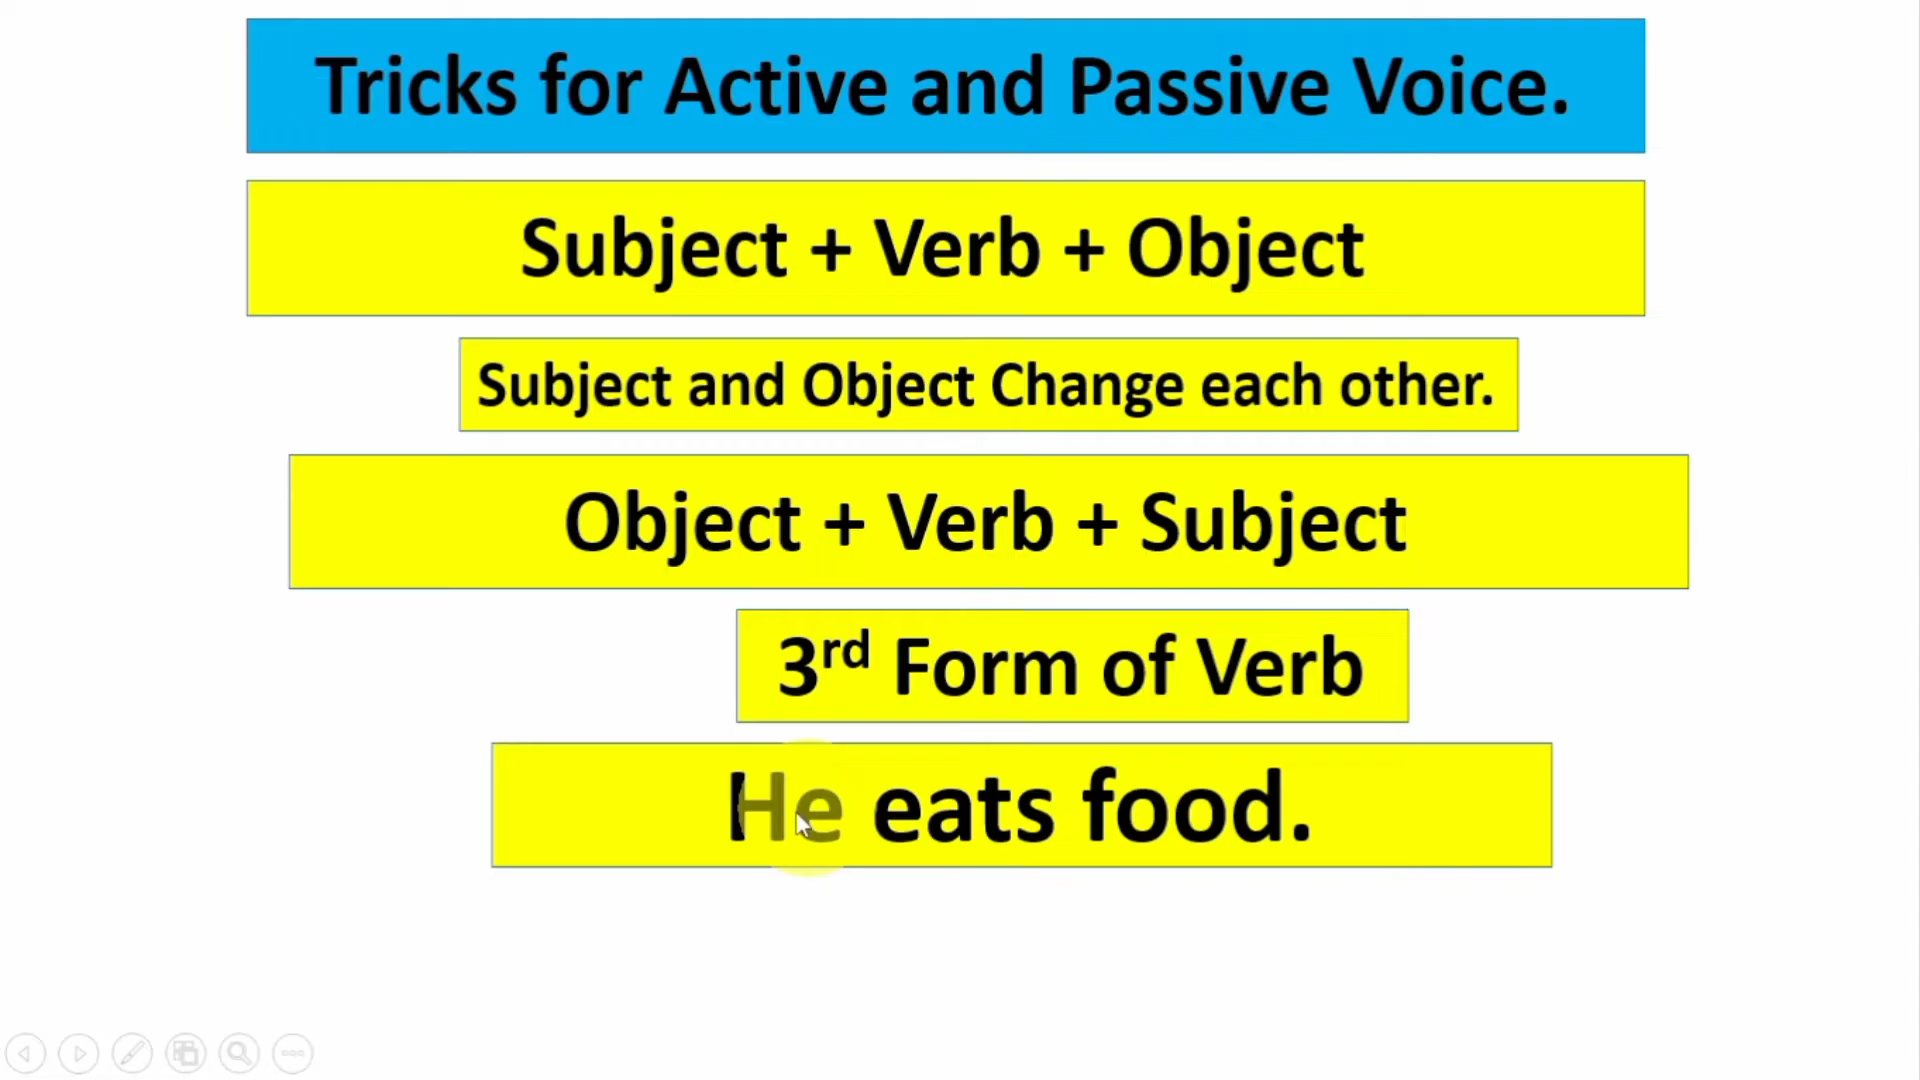 Tricks for Active and Passive Voice.
Subject + Verb + Object
Subject and Object Change each other.
Object + Verb + Subject
3rd Form of Verb
He eats food.